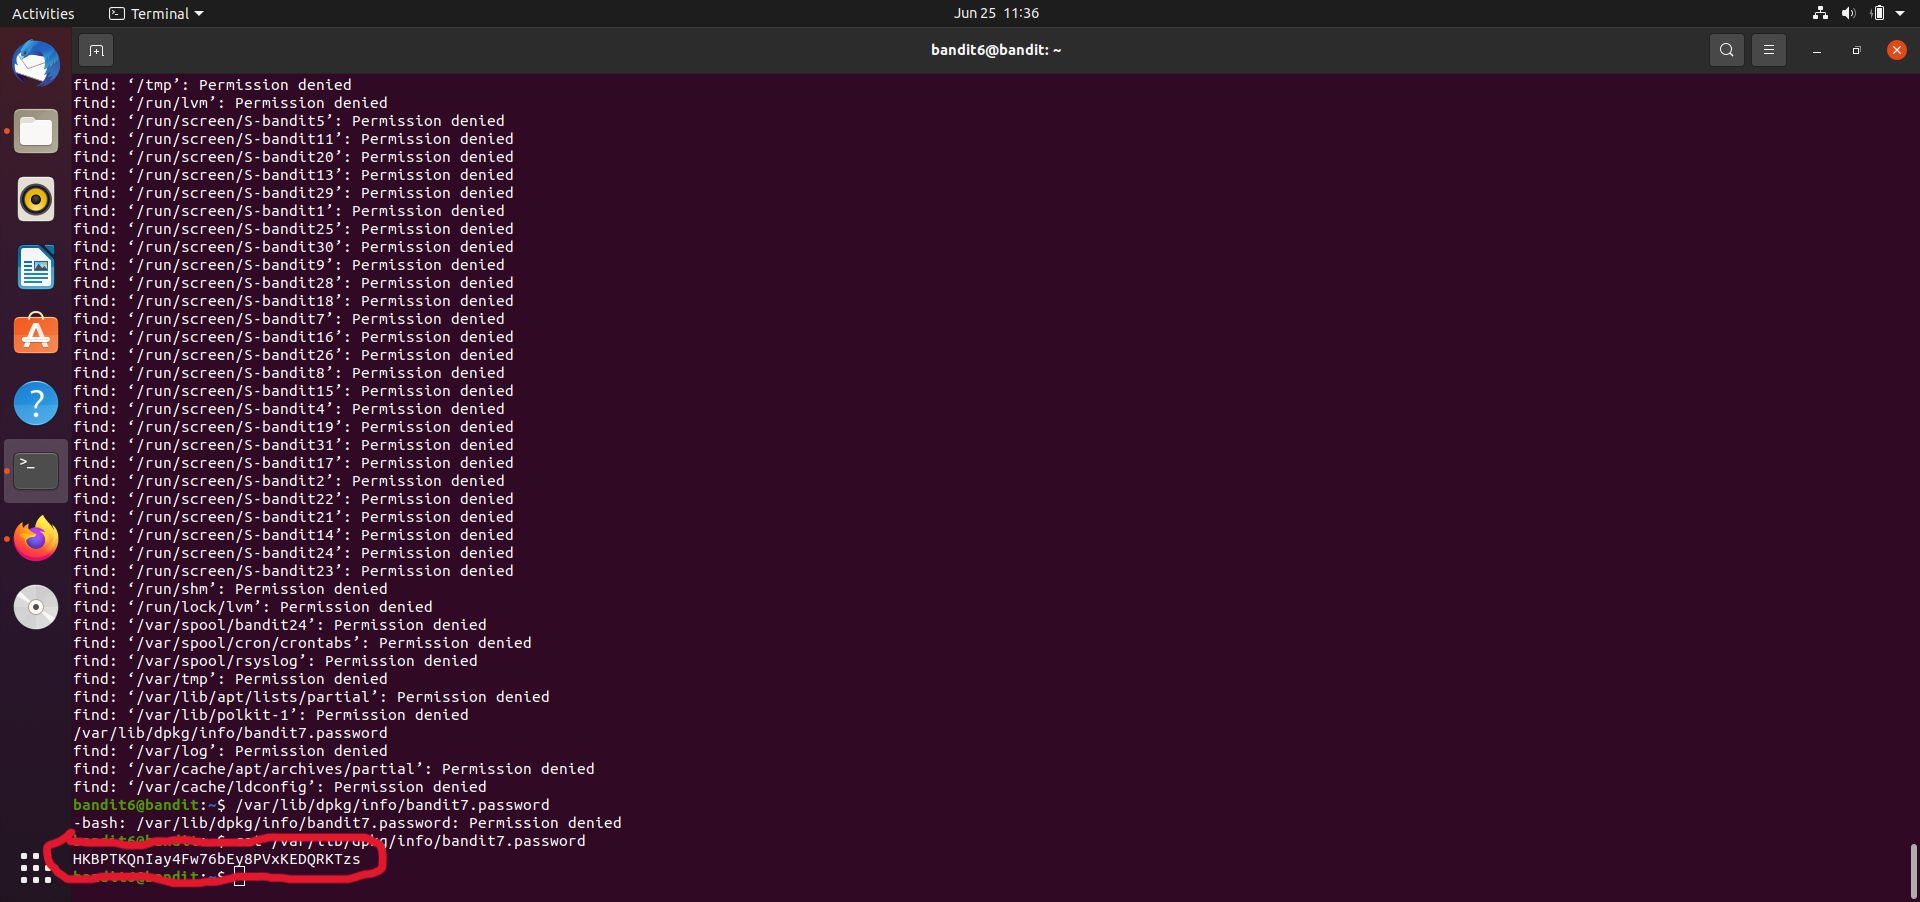 Activities
Terminal
Jun 25 11:36
bandit6@bandit: ~
find: ‘/tmp’: Permission denied
find: ‘/run/lvm’: Permission denied
find: ‘/run/screen/S-bandit5’: Permission denied
find: ‘/run/screen/S-bandit11’: Permission denied
find: ‘/run/screen/S-bandit20’: Permission denied
find: ‘/run/screen/S-bandit13’: Permission denied
find: ‘/run/screen/S-bandit29’: Permission denied
find: ‘/run/screen/S-bandit1’: Permission denied
find: ‘/run/screen/S-bandit25’: Permission denied
find: ‘/run/screen/S-bandit30’: Permission denied
find: ‘/run/screen/S-bandit9’: Permission denied
find: ‘/run/screen/S-bandit28’: Permission denied
find: ‘/run/screen/S-bandit18’: Permission denied
find: ‘/run/screen/S-bandit7’: Permission denied
find: ‘/run/screen/S-bandit16’: Permission denied
find: ‘/run/screen/S-bandit26’: Permission denied
find: ‘/run/screen/S-bandit8’: Permission denied
find: ‘/run/screen/S-bandit15’: Permission denied
find: ‘/run/screen/S-bandit4’: Permission denied
find: ‘/run/screen/S-bandit19’: Permission denied
find: ‘/run/screen/S-bandit31’: Permission denied
find: ‘/run/screen/S-bandit17’: Permission denied
find: ‘/run/screen/S-bandit2’: Permission denied
find: ‘/run/screen/S-bandit22’: Permission denied
find: ‘/run/screen/S-bandit21’: Permission denied
find: ‘/run/screen/S-bandit14’: Permission denied
find: ‘/run/screen/S-bandit24’: Permission denied
find: ‘/run/screen/S-bandit23’: Permission denied
find: ‘/run/shm’: Permission denied
find: ‘/run/lock/lvm’: Permission denied
find: ‘/var/spool/bandit24’: Permission denied
find: ‘/var/spool/cron/crontabs’: Permission denied
find: ‘/var/spool/rsyslog’: Permission denied
find: ‘/var/tmp’: Permission denied
find: ‘/var/lib/apt/lists/partial’: Permission denied
find: ‘/var/lib/polkit-1’: Permission denied
/var/lib/dpkg/info/bandit7.password
find: ‘/var/log’: Permission denied
find: ‘/var/cache/apt/archives/partial’: Permission denied
find: ‘/var/cache/ldconfig’: Permission denied
bandit6@bandit:~$ /var/lib/dpkg/info/bandit7.password
-bash: /var/lib/dpkg/info/bandit7.password: Permission denied
bandit6@bandit:~$ cat /var/lib/dpkg/info/bandit7.password
HKBPTKQnIay4Fw76bEy8PVxKEDQRKTzs
bandit6@bandit:~$